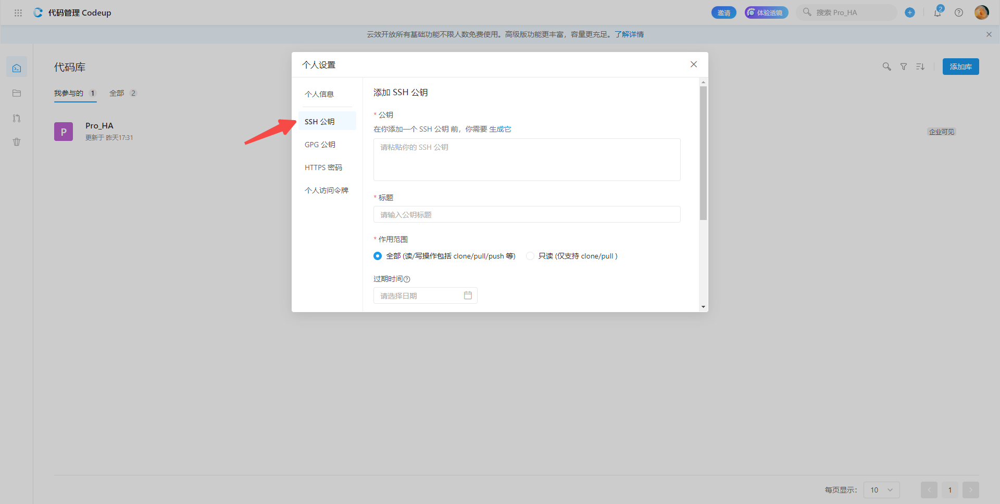 代码管理 Codeup
邀请
体验透镜
搜索 Pro_HA
2
云效开放所有基础功能不限人数免费使用。高级版功能更丰富，容量更充足。了解详情
代码库
添加库
我参与的 1
全部 2
P
Pro_HA
更新于 昨天17:31
企业可见
个人设置
个人信息
SSH 公钥
GPG 公钥
HTTPS 密码
个人访问令牌
添加 SSH 公钥
* 公钥
在你添加一个 SSH 公钥 前，你需要 生成它
请粘贴你的 SSH 公钥
* 标题
请输入公钥标题
* 作用范围
全部 (读/写操作包括 clone/pull/push 等)
只读 (仅支持 clone/pull )
过期时间
请选择日期
每页显示： 10
1